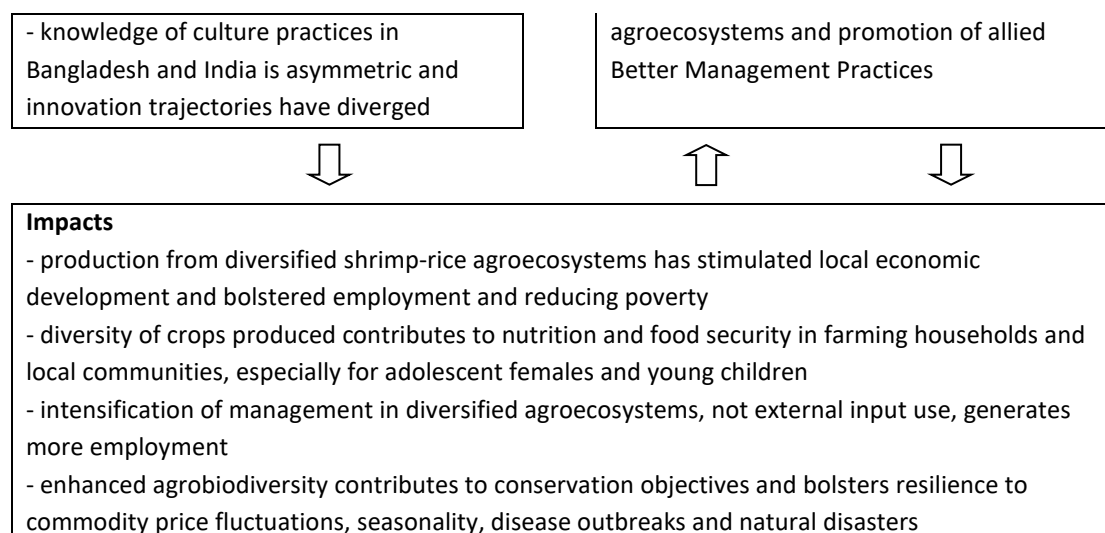 - knowledge of culture practices in
Bangladesh and India is asymmetric and
innovation trajectories have diverged
agroecosystems and promotion of allied
Better Management Practices
Impacts
- production from diversified shrimp-rice agroecosystems has stimulated local economic
development and bolstered employment and reducing poverty
- diversity of crops produced contributes to nutrition and food security in farming households and
local communities, especially for adolescent females and young children
- intensification of management in diversified agroecosystems, not external input use, generates
more employment
- enhanced agrobiodiversity contributes to conservation objectives and bolsters resilience to
commodity price fluctuations, seasonality, disease outbreaks and natural disasters